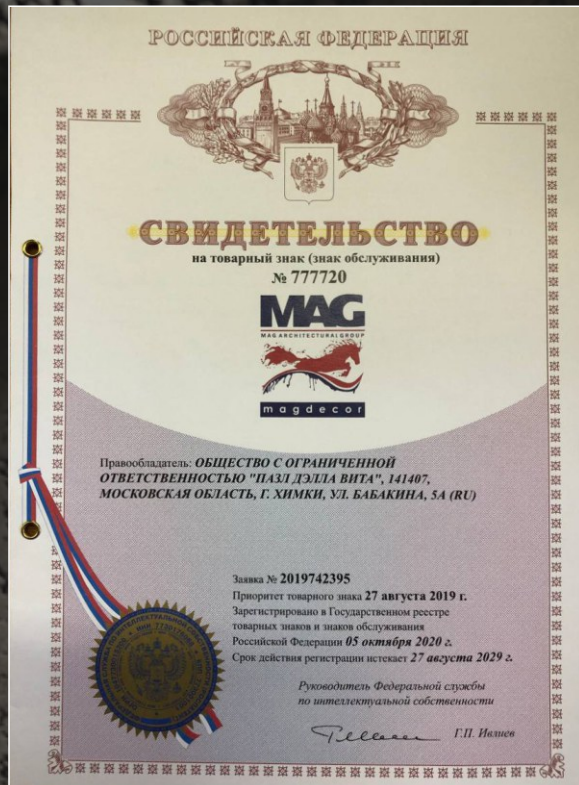 РОССИЙСКАЯ ФЕДЕРАЦИЯ
СВИДЕТЕЛЬСТВО
на товарный знак (знак обслуживания)
№ 777720
MAG
MAG ARCHITECTURAL GROUP
magdecor
Правообладатель: ОБЩЕСТВО С ОГРАНИЧЕННОЙ
ОТВЕТСТВЕННОСТЬЮ "ПАЗЛ ДЭЛЛА ВИТА", 141407,
МОСКОВСКАЯ ОБЛАСТЬ, Г. ХИМКИ, УЛ. БАБАКИНА, 5А (RU)
Заявка № 2019742395
Приоритет товарного знака 27 августа 2019 г.
Зарегистрировано в Государственном реестре
товарных знаков и знаков обслуживания
Российской Федерации 05 октября 2020 г.
Срок действия регистрации истекает 27 августа 2029 г.
Руководитель Федеральной службы
по интеллектуальной собственности
Г.П. Ивлиев